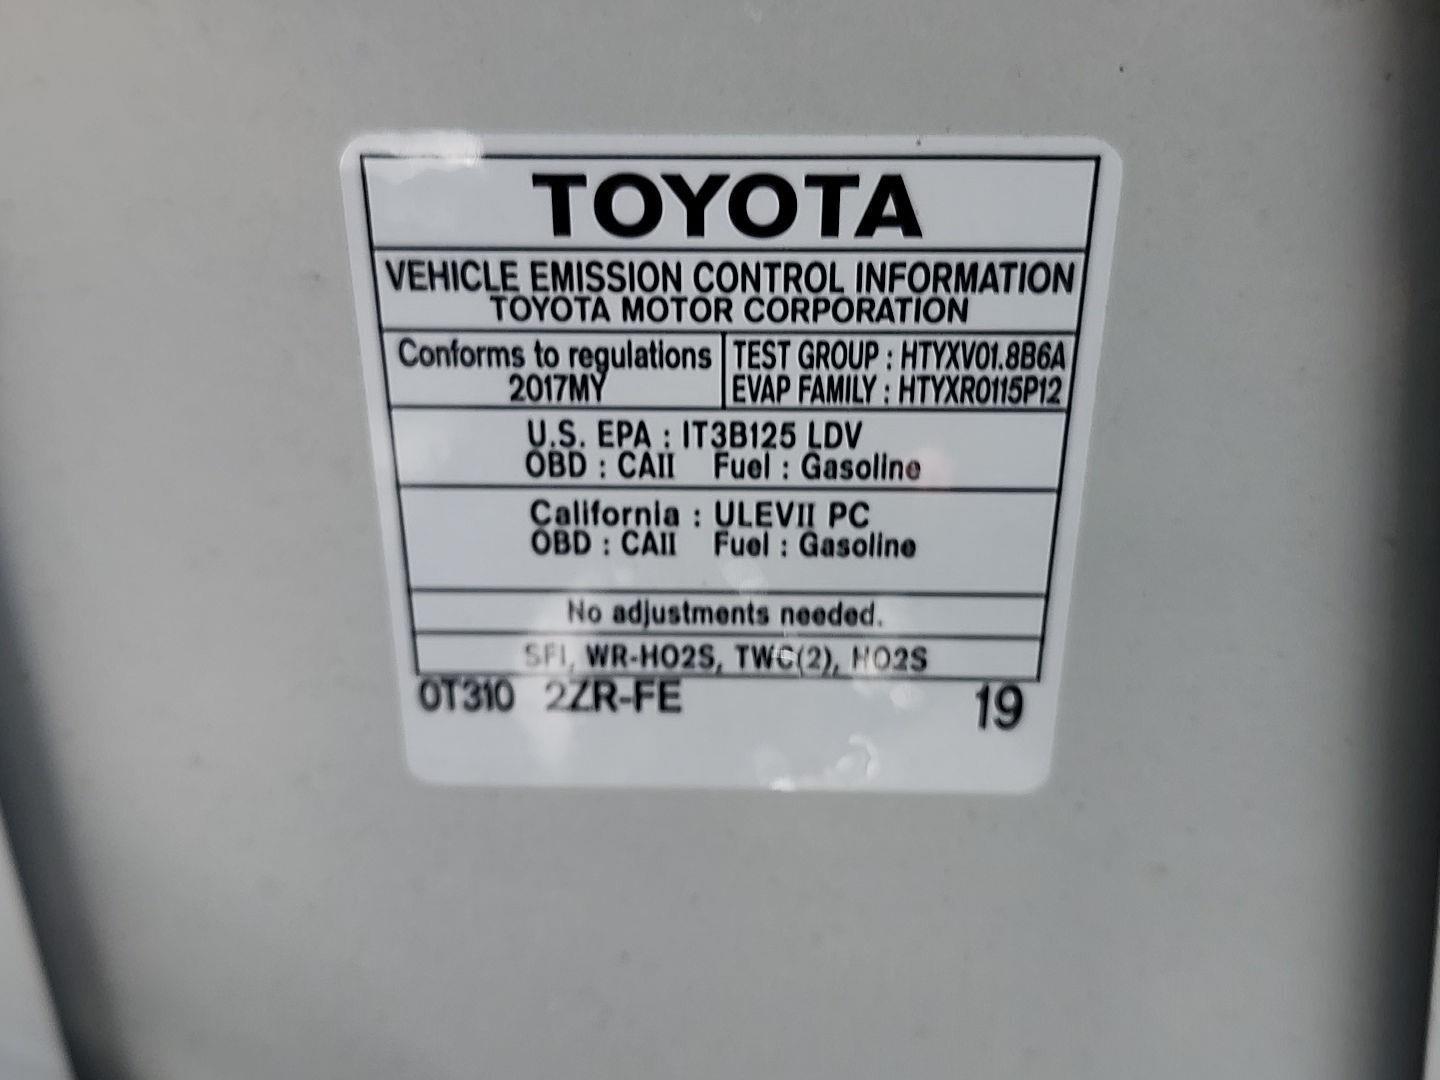 TOYOTA
VEHICLE EMISSION CONTROL INFORMATION
TOYOTA MOTOR CORPORATION
Conforms to regulations
2017MY
TEST GROUP : HTYXV01.8B6A
EVAP FAMILY : HTYXR0115P12
U.S. EPA : IT3B125 LDV
OBD : CAII Fuel : Gasoline
California : ULEVII PC
OBD : CAII Fuel : Gasoline
No adjustments needed.
SFI, WR-HO2S, TWC(2), HO2S
0T310 2ZR-FE 19